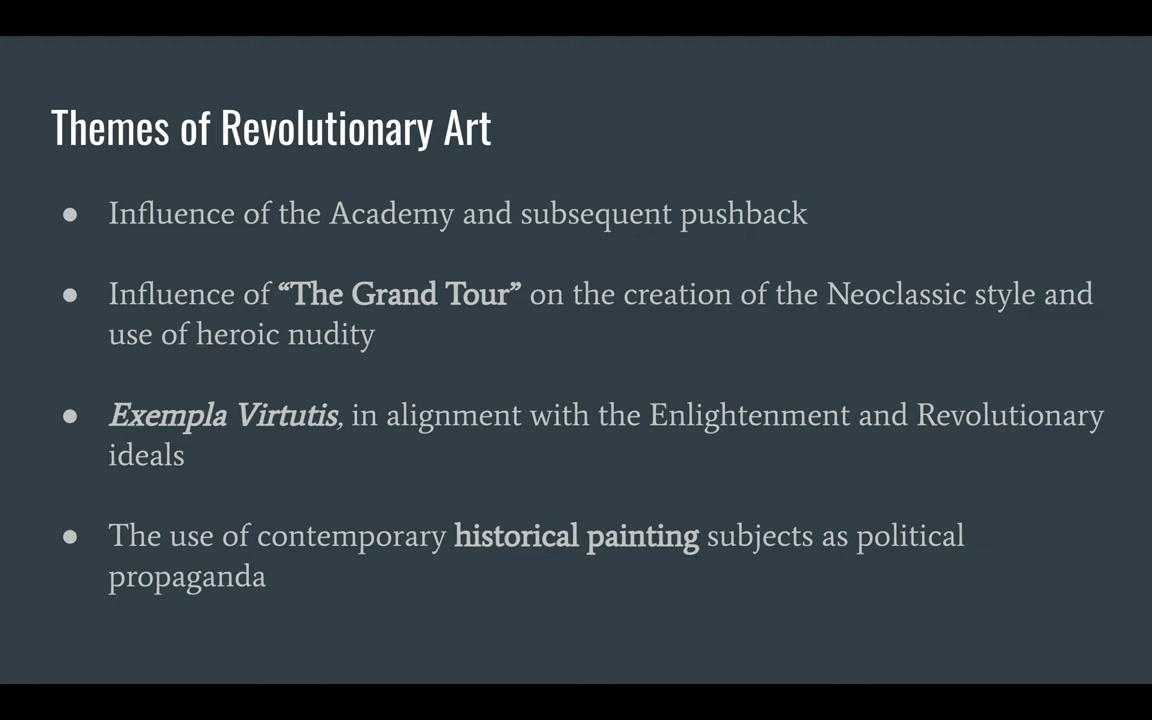 Themes of Revolutionary Art
● Influence of the Academy and subsequent pushback
● Influence of “The Grand Tour” on the creation of the Neoclassic style and
use of heroic nudity
● Exempla Virtutis, in alignment with the Enlightenment and Revolutionary
ideals
● The use of contemporary historical painting subjects as political
propaganda